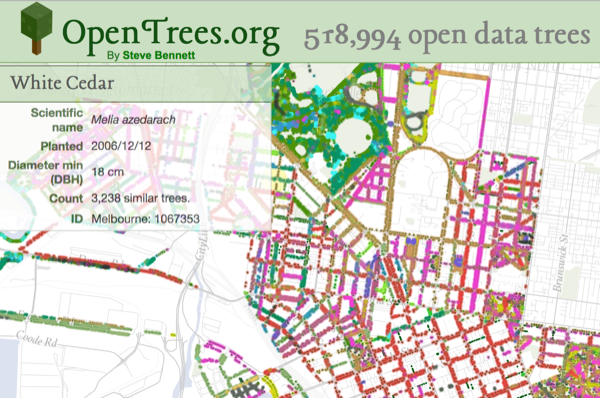 OpenTrees.org
By Steve Bennett
518,994 open data trees
White Cedar
Scientific name Melia azedarach
Planted 2006/12/12
Diameter min (DBH) 18 cm
Count 3,238 similar trees.
ID Melbourne: 1067353
Brunswick St
Coode Rd